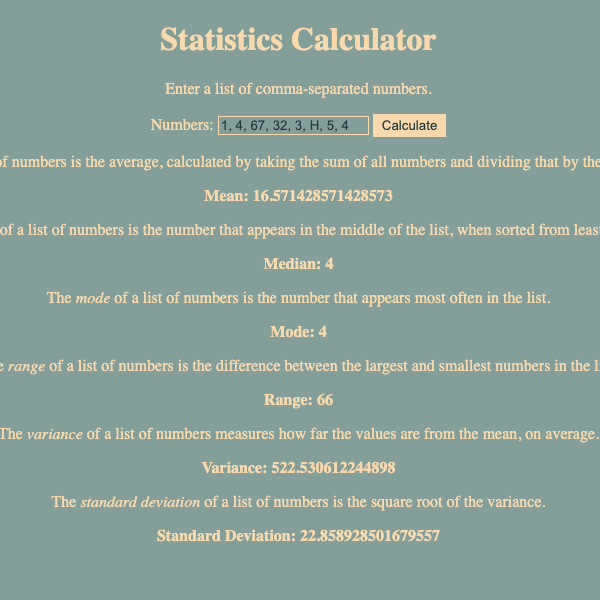 Statistics Calculator
Enter a list of comma-separated numbers.
Numbers: 1, 4, 67, 32, 3, H, 5, 4 Calculate
of numbers is the average, calculated by taking the sum of all numbers and dividing that by the
Mean: 16.571428571428573
of a list of numbers is the number that appears in the middle of the list, when sorted from least
Median: 4
The mode of a list of numbers is the number that appears most often in the list.
Mode: 4
range of a list of numbers is the difference between the largest and smallest numbers in the
Range: 66
The variance of a list of numbers measures how far the values are from the mean, on average.
Variance: 522.530612244898
The standard deviation of a list of numbers is the square root of the variance.
Standard Deviation: 22.858928501679557